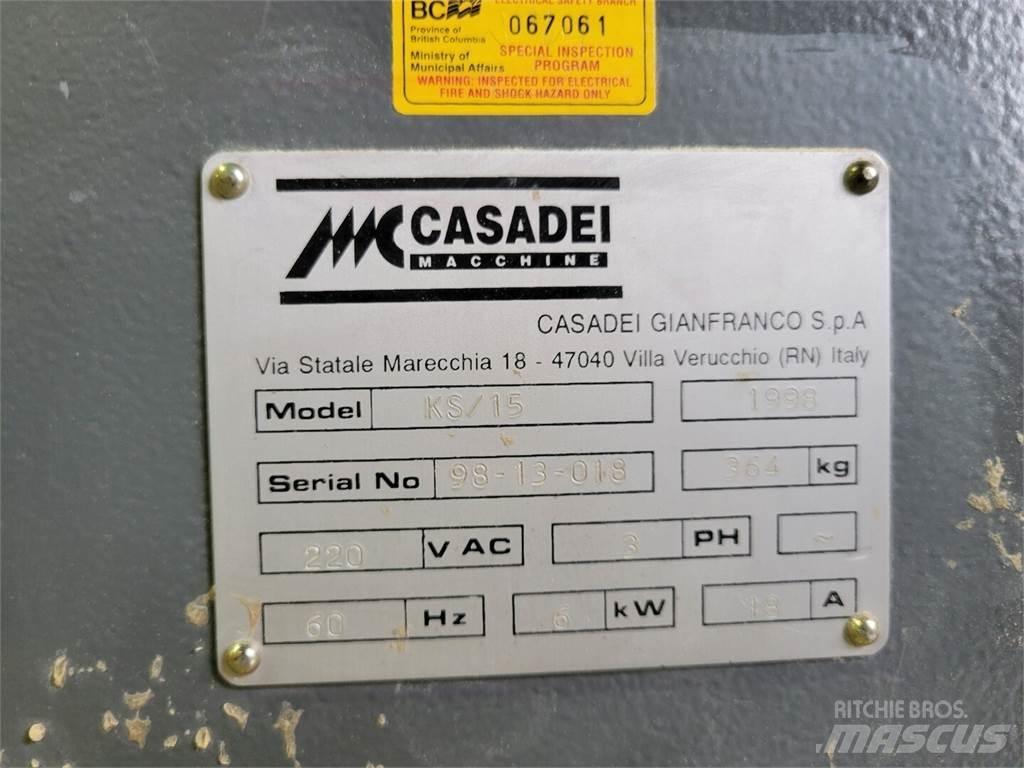 ELECTRICAL SAFETY BRANCH
BC 067061
Province of
British Columbia
Ministry of
Municipal Affairs
SPECIAL INSPECTION
PROGRAM
WARNING: INSPECTED FOR ELECTRICAL
FIRE AND SHOCK HAZARD ONLY
CASADEI
MACCHINE
CASADEI GIANFRANCO S.p.A
Via Statale Marecchia 18 - 47040 Villa Verucchio (RN) Italy
Model KS/15 1998
Serial No 98-13-018 364 kg
220 V AC 3 PH ~
60 Hz 6 kW 18 A
RITCHIE BROS.
MASCUS